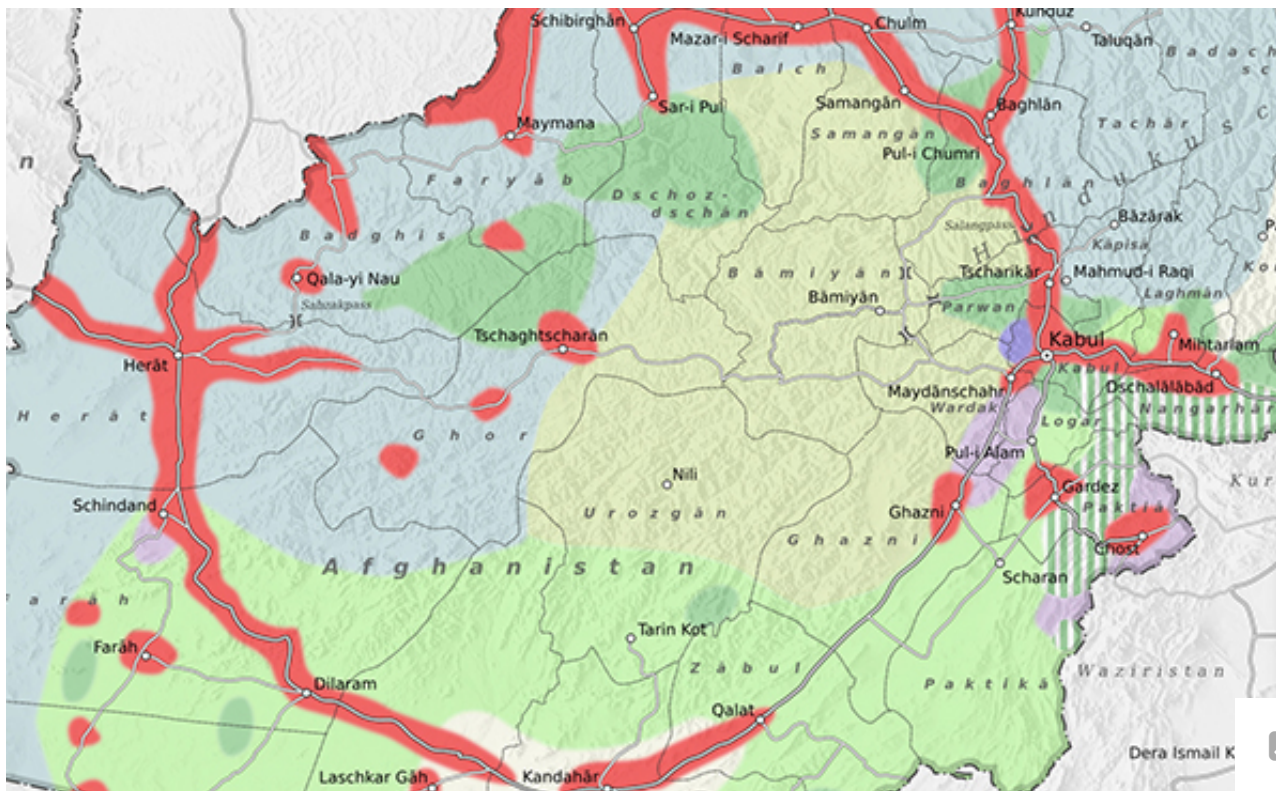 Schibirghān
Mazar-i Scharif
Chulm
Kunduz
Taluqān
Balch
Sar-i Pul
Samangān
Samangān
Baghlān
Maymana
Tachār
Pul-i Chumri
n
Faryāb
Baghlān
Dschoz-
dschān
Bāzārak
Salangpass
Badghis
Kāpisa
Qala-yi Nau
Bāmiyān
Tscharikār
Mahmud-i Raqi
Laghmān
Sabzakpass
Bāmiyān
Parwan
Tschaghtscharān
Kabul
Mihtarlam
Herāt
Kabul
Maydānschahr
Dschalālābād
Wardak
Nangarhār
Herāt
Logar
Ghor
Pul-i Alam
Nili
Gardez
Schindand
Urozgān
Ghazni
Paktiā
Ghazni
Chost
Afghanistan
Scharan
Tarin Kot
Farāh
Zābul
Paktikā
Waziristan
Dilaram
Qalat
Dera Ismail K
Laschkar Gāh
Kandahār